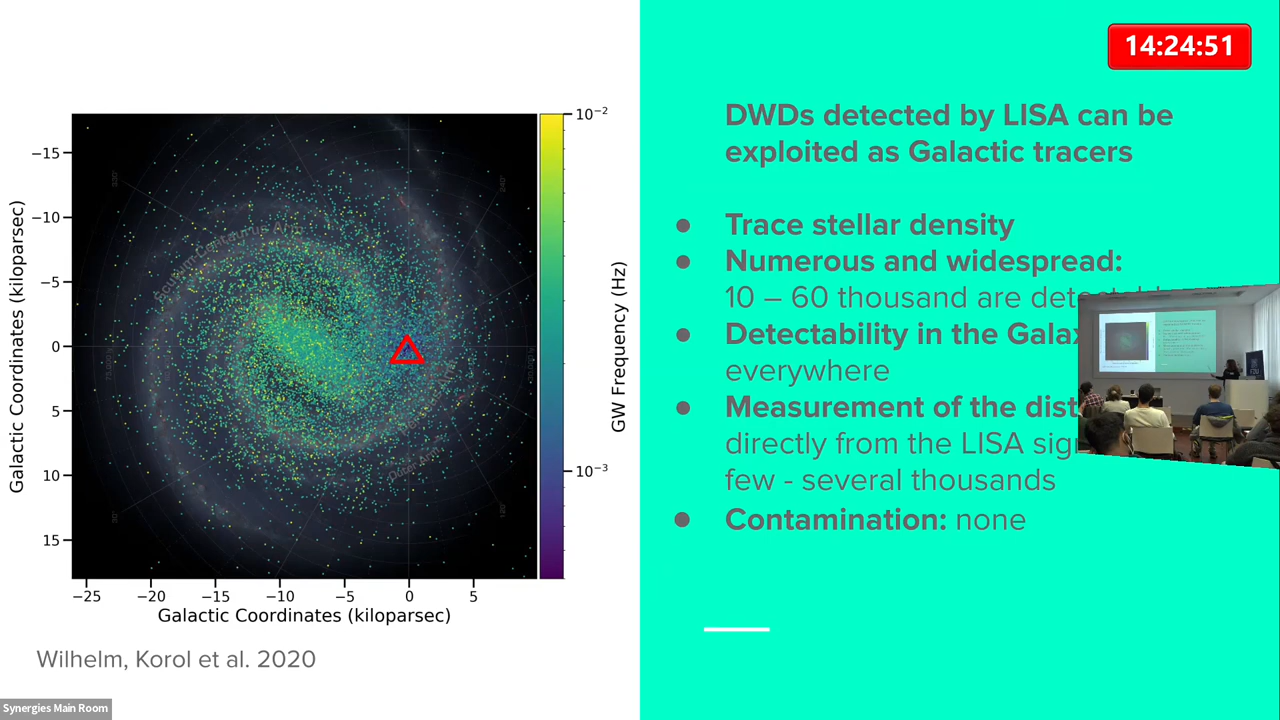 14:24:51
DWDs detected by LISA can be
exploited as Galactic tracers
● Trace stellar density
● Numerous and widespread:
10 – 60 thousand are
● Detectability in the
everywhere
● Measurement of the
directly from the LISA
few - several thousands
● Contamination: none
−15
−10
−5
0
5
10
15
Galactic Coordinates (kiloparsec)
−25
−20
−15
−10
−5
0
5
Galactic Coordinates (kiloparsec)
10⁻²
10⁻³
GW Frequency (Hz)
Wilhelm, Korol et al. 2020
Synergies Main Room